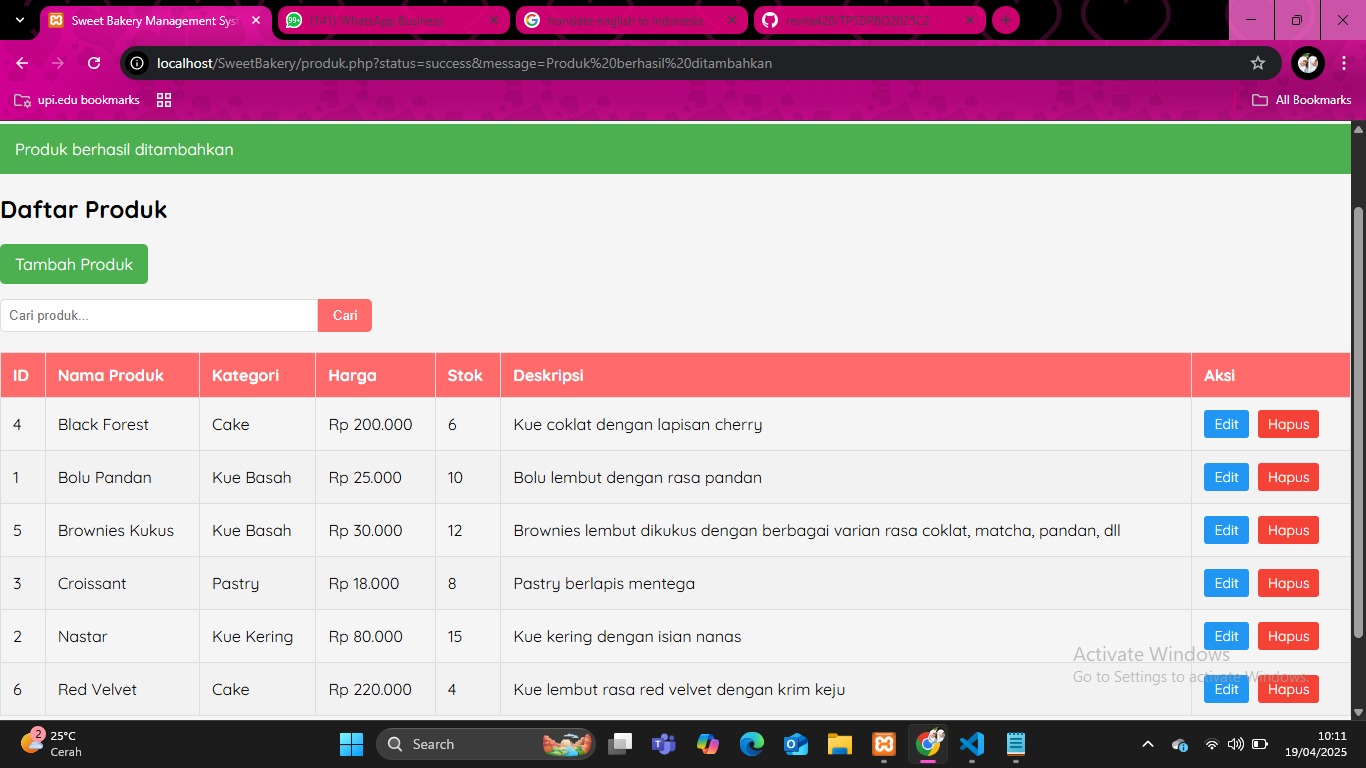 Sweet Bakery Management Sys
(141) WhatsApp Business
translate english to indonesia
revita420/TP5DPBO2025C2
localhost/SweetBakery/produk.php?status=success&message=Produk%20berhasil%20ditambahkan
upi.edu bookmarks
All Bookmarks
Produk berhasil ditambahkan
Daftar Produk
Tambah Produk
Cari produk... Cari
ID Nama Produk Kategori Harga Stok Deskripsi Aksi
4 Black Forest Cake Rp 200.000 6 Kue coklat dengan lapisan cherry Edit Hapus
1 Bolu Pandan Kue Basah Rp 25.000 10 Bolu lembut dengan rasa pandan Edit Hapus
5 Brownies Kukus Kue Basah Rp 30.000 12 Brownies lembut dikukus dengan berbagai varian rasa coklat, matcha, pandan, dll Edit Hapus
3 Croissant Pastry Rp 18.000 8 Pastry berlapis mentega Edit Hapus
2 Nastar Kue Kering Rp 80.000 15 Kue kering dengan isian nanas Edit Hapus
6 Red Velvet Cake Rp 220.000 4 Kue lembut rasa red velvet dengan krim keju Edit Hapus
Activate Windows
Go to Settings to activate Windows.
2
25°C
Cerah
Search
10:11
19/04/2025